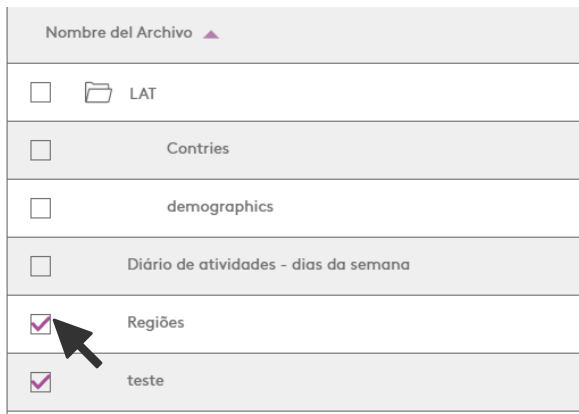 Nombre del Archivo
LAT
Contries
demographics
Diário de atividades - dias da semana
Regiões
teste